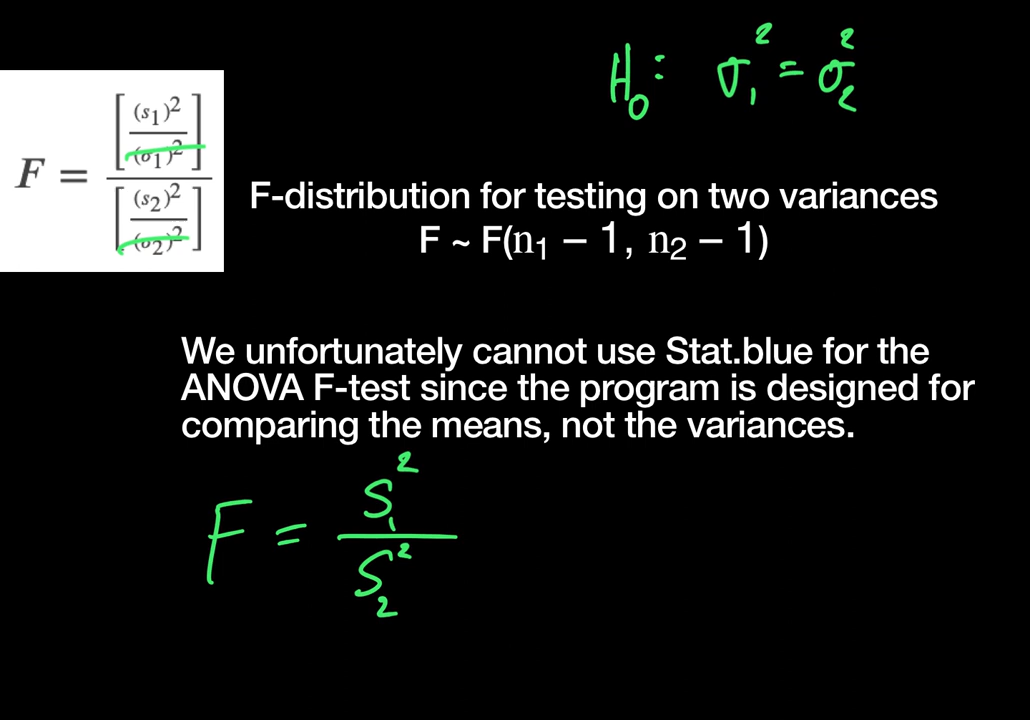 H₀: σ₁² = σ₂²
F = [(s₁)²/(σ₁)²] / [(s₂)²/(σ₂)²]
F-distribution for testing on two variances
F ~ F(n₁ − 1, n₂ − 1)
We unfortunately cannot use Stat.blue for the
ANOVA F-test since the program is designed for
comparing the means, not the variances.
F = S₁²/S₂²